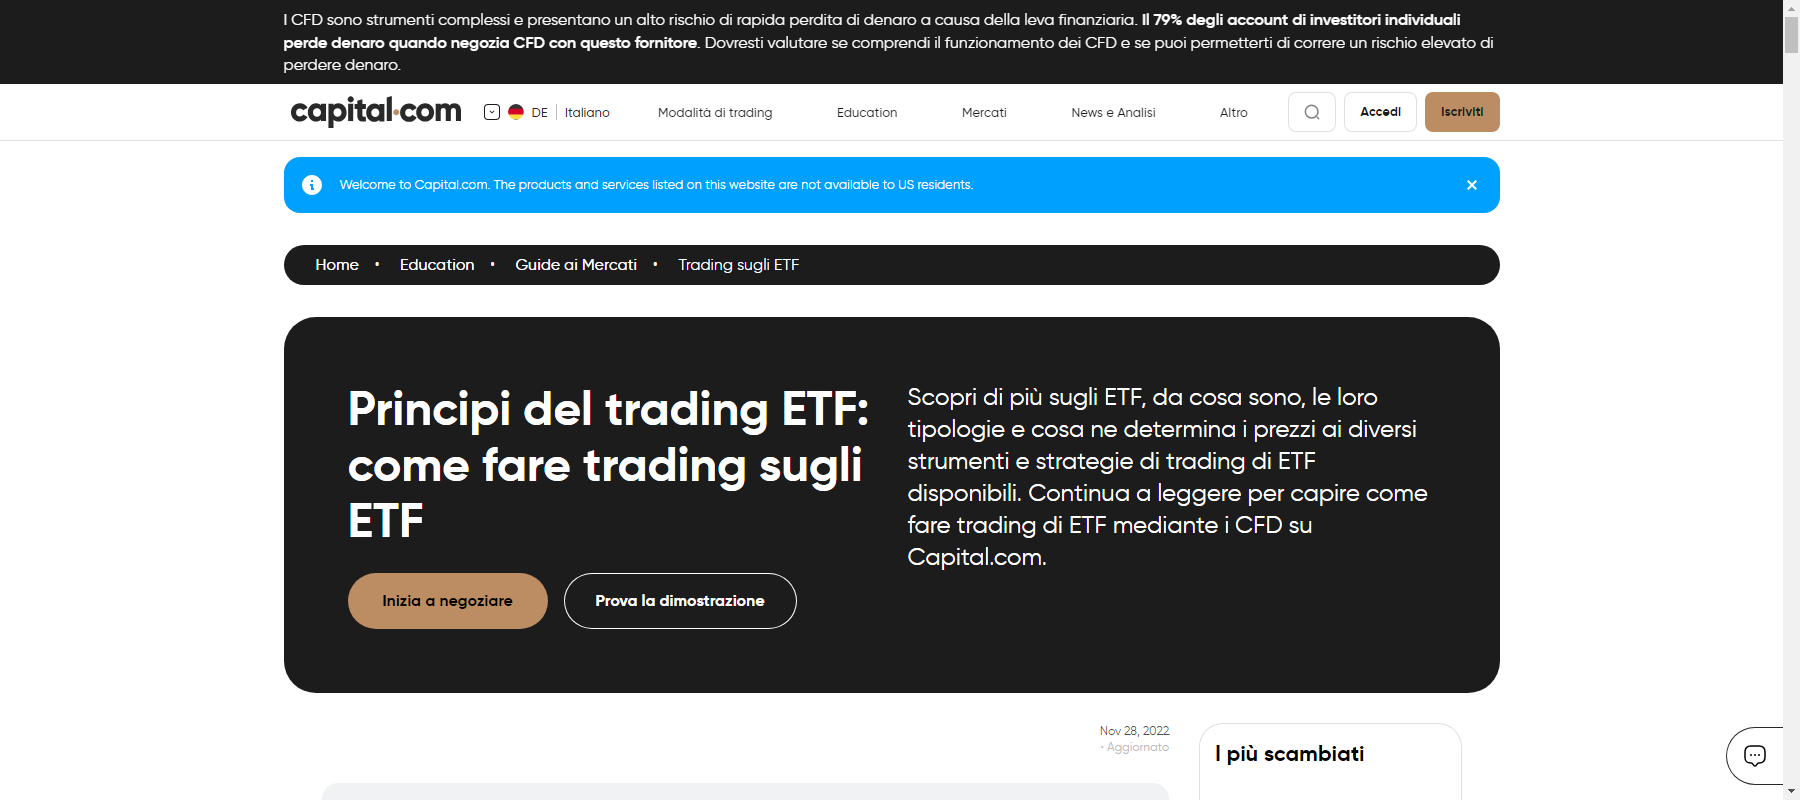 I CFD sono strumenti complessi e presentano un alto rischio di rapida perdita di denaro a causa della leva finanziaria. Il 79% degli account di investitori individuali
perde denaro quando negozia CFD con questo fornitore. Dovresti valutare se comprendi il funzionamento dei CFD e se puoi permetterti di correre un rischio elevato di
perdere denaro.
capital.com DE Italiano Modalità di trading Education Mercati News e Analisi Altro Accedi Iscriviti
Welcome to Capital.com. The products and services listed on this website are not available to US residents.
Home • Education • Guide ai Mercati • Trading sugli ETF
Principi del trading ETF:
come fare trading sugli
ETF
Scopri di più sugli ETF, da cosa sono, le loro
tipologie e cosa ne determina i prezzi ai diversi
strumenti e strategie di trading di ETF
disponibili. Continua a leggere per capire come
fare trading di ETF mediante i CFD su
Capital.com.
Inizia a negoziare Prova la dimostrazione
Nov 28, 2022
• Aggiornato
I più scambiati